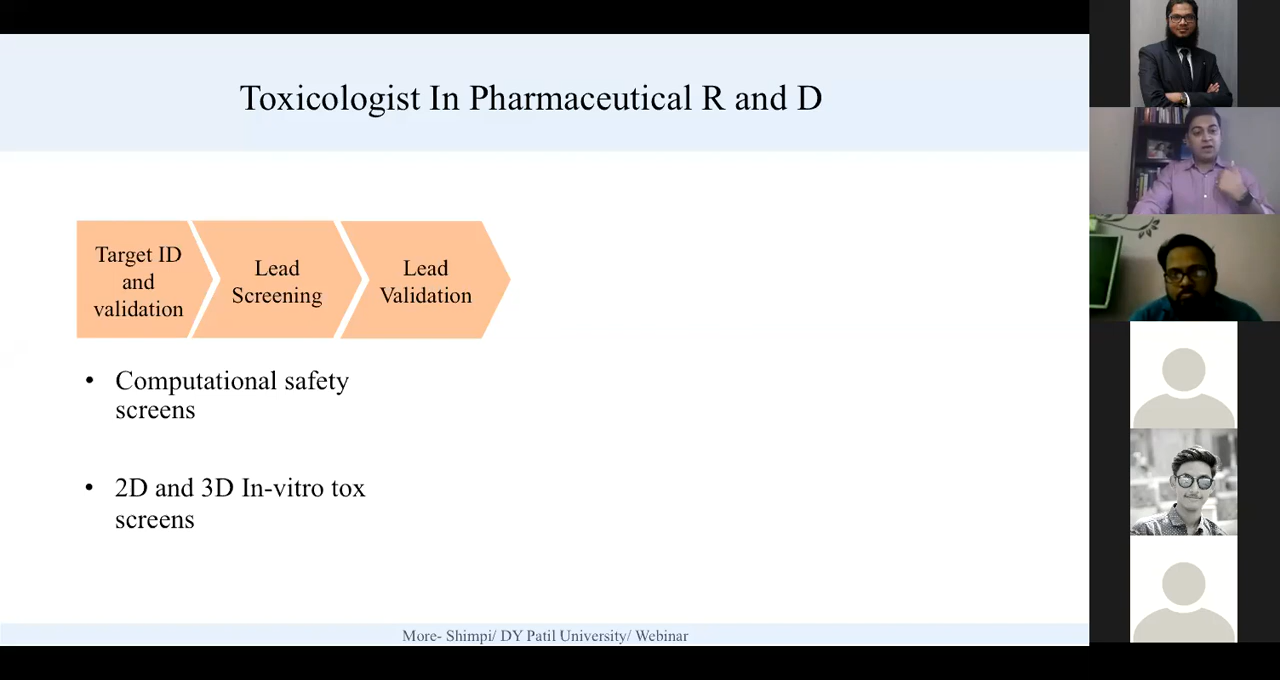 Toxicologist In Pharmaceutical R and D
Target ID
and
validation
Lead
Screening
Lead
Validation
• Computational safety
screens
• 2D and 3D In-vitro tox
screens
More- Shimpi/ DY Patil University/ Webinar